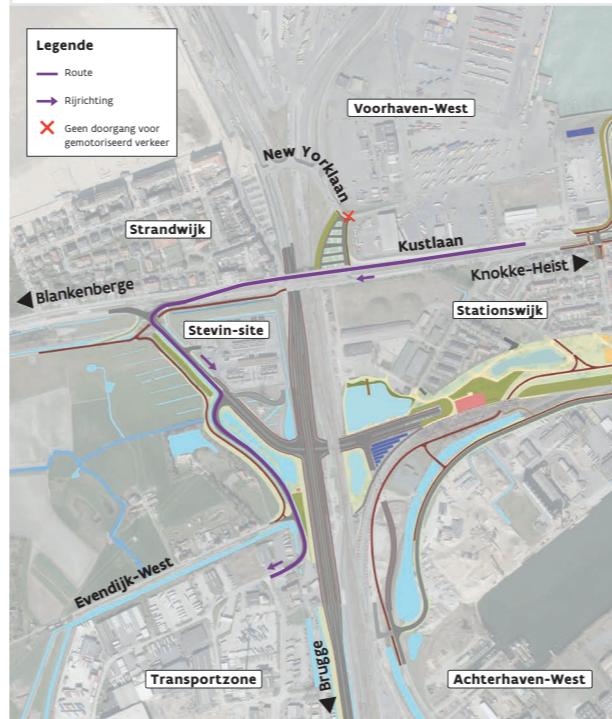 Legende
Route
Rijrichting
Geen doorgang voor
gemotoriseerd verkeer
Voorhaven-West
New Yorklaan
Strandwijk
Kustlaan
Knokke-Heist
Blankenberge
Stationswijk
Stevin-site
Evendijk-West
Transportzone
Brugge
Achterhaven-West